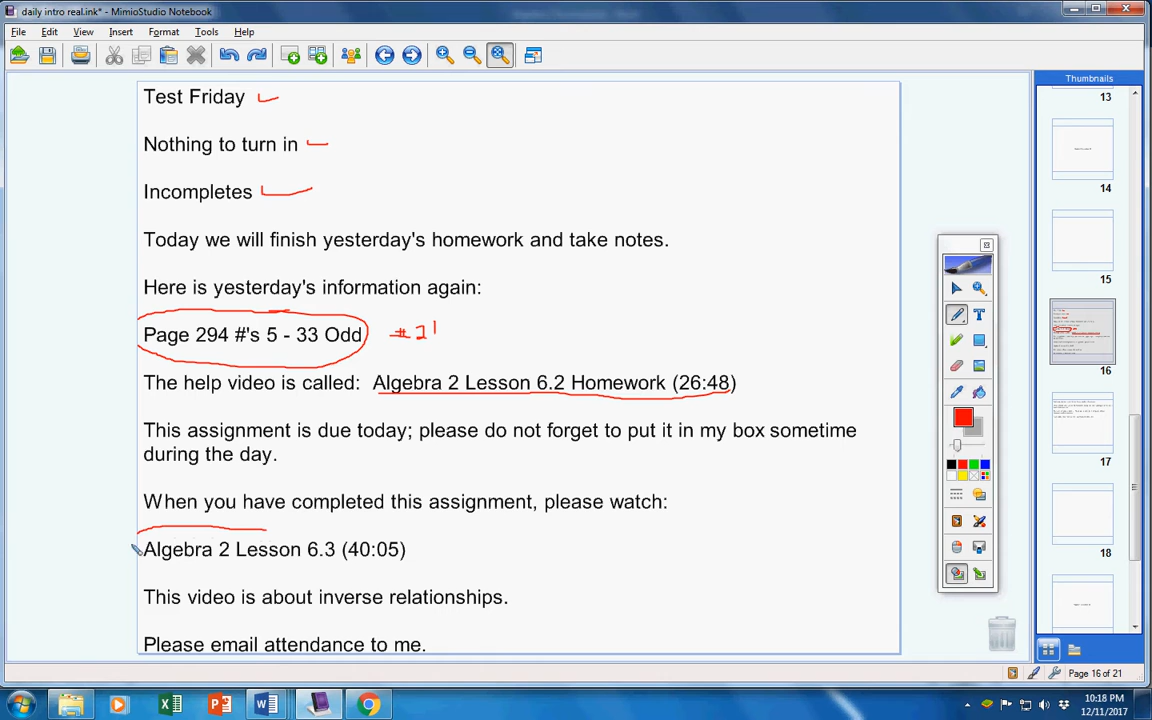 daily intro real.ink* - MimioStudio Notebook
File Edit View Insert Format Tools Help
Test Friday
Nothing to turn in
Incompletes
Today we will finish yesterday's homework and take notes.
Here is yesterday's information again:
Page 294 #'s 5 - 33 Odd # 21
The help video is called: Algebra 2 Lesson 6.2 Homework (26:48)
This assignment is due today; please do not forget to put it in my box sometime
during the day.
When you have completed this assignment, please watch:
Algebra 2 Lesson 6.3 (40:05)
This video is about inverse relationships.
Please email attendance to me.
Thumbnails
13
14
15
16
17
18
Page 16 of 21
10:18 PM
12/11/2017